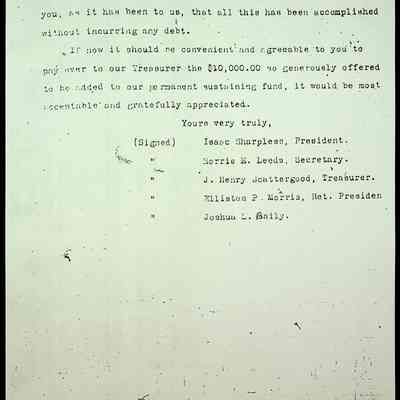 you, as it has been to us, that all this has been accomplished
without incurring any debt.
If now it should be convenient and agreeable to you to
pay over to our Treasurer the $10,000.00 so generously offered
to be added to our permanent sustaining fund, it would be most
acceptable and gratefully appreciated.
Yours very truly,
(Signed) Isaac Sharpless, President.
" Morris E. Leeds, Secretary.
" J. Henry Scattergood, Treasurer.
" Elliston P. Morris, Ret. Presiden
" Joshua L. Baily.